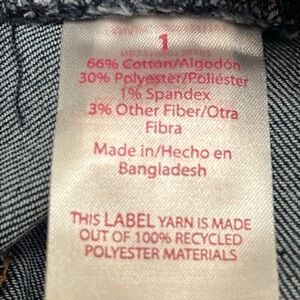 1
66% Cotton/Algodón
30% Polyester/Poliéster
1% Spandex
3% Other Fiber/Otra
Fibra
Made in/Hecho en
Bangladesh
THIS LABEL YARN IS MADE
OUT OF 100% RECYCLED
POLYESTER MATERIALS